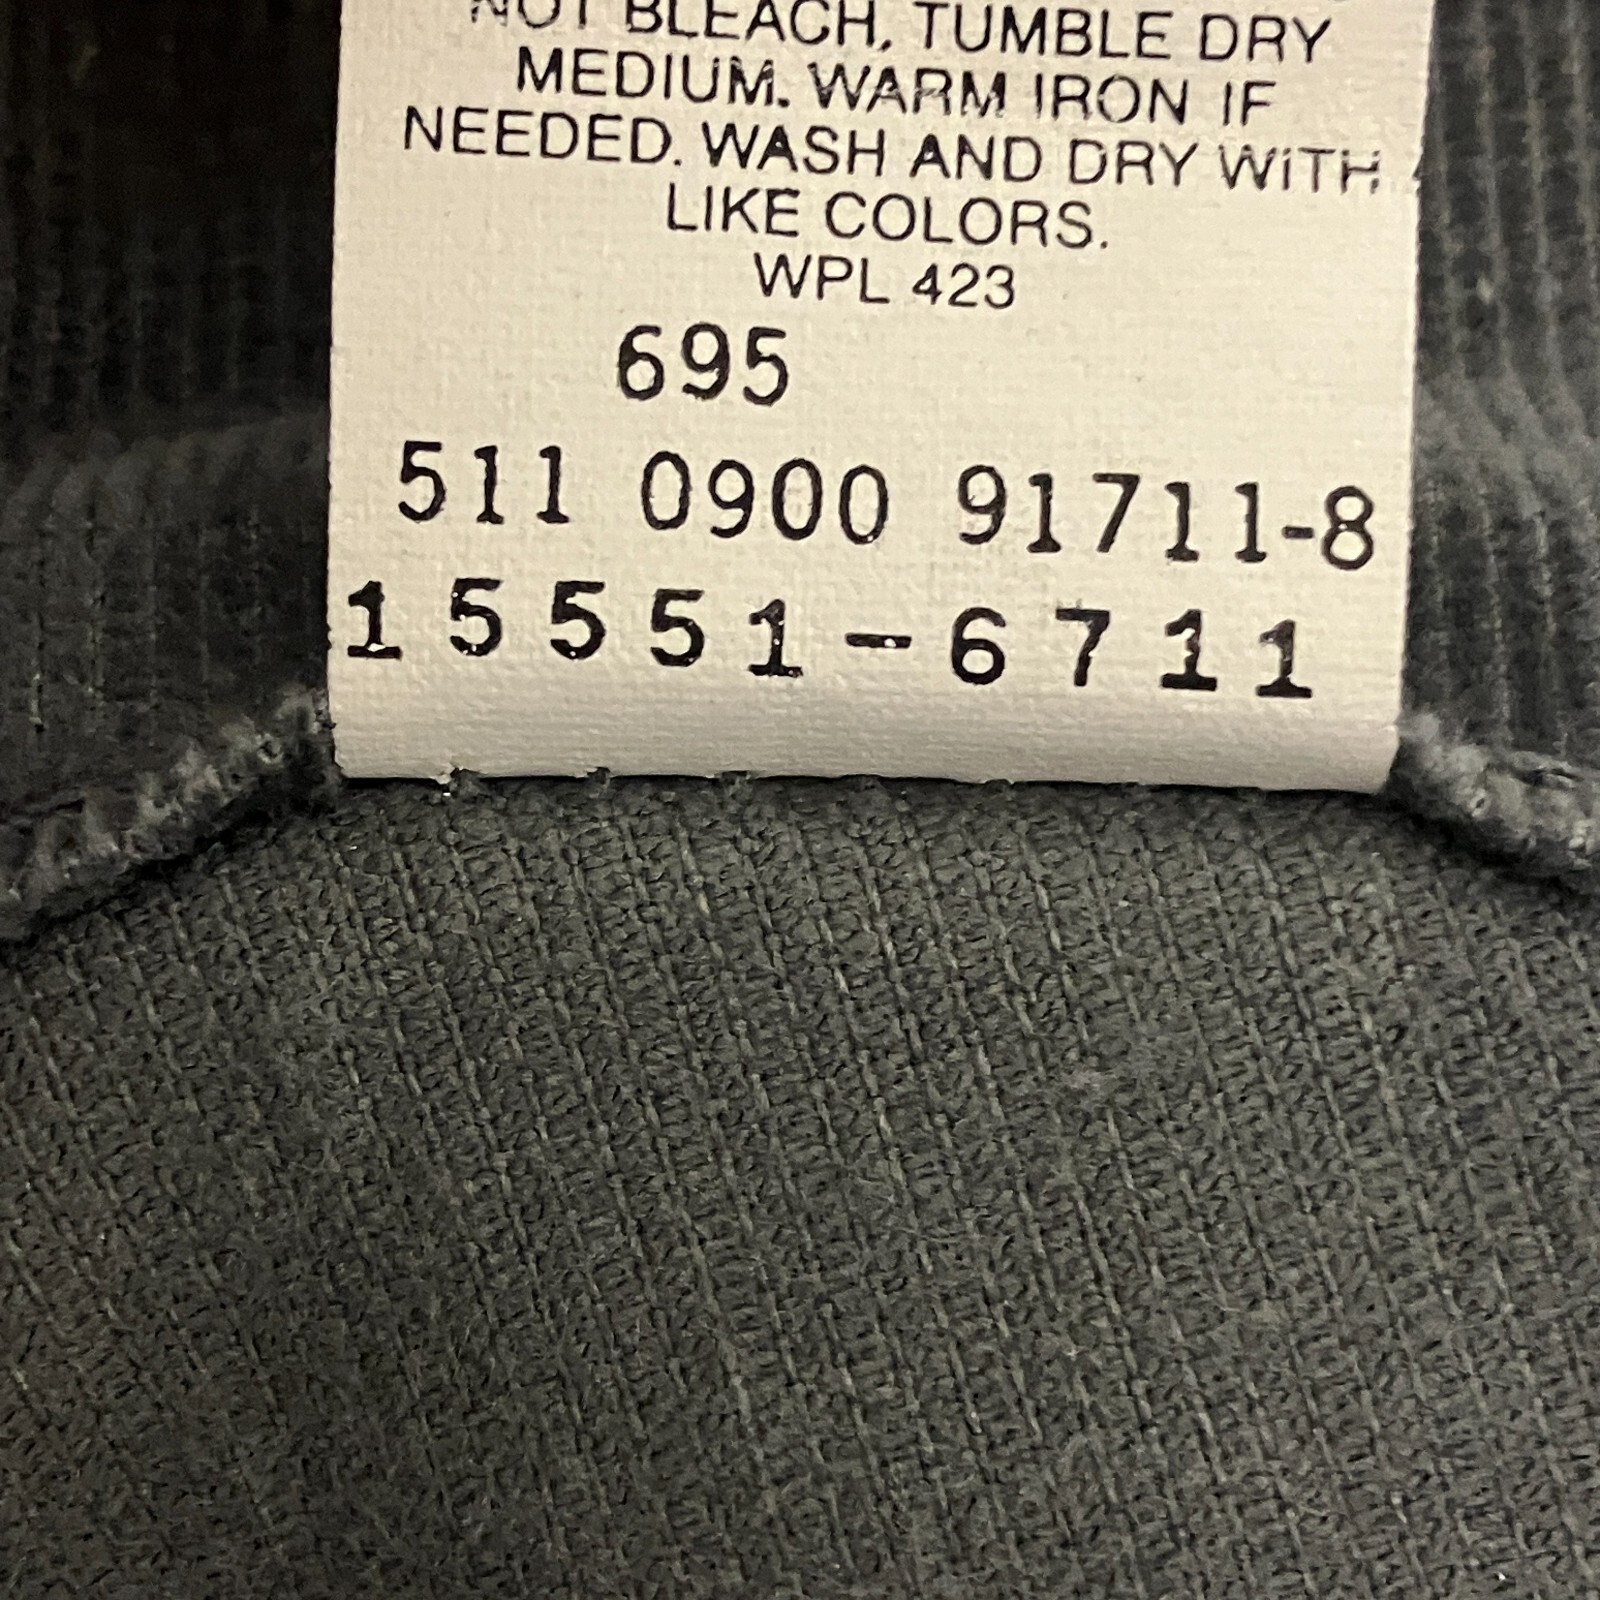 NOT BLEACH. TUMBLE DRY
MEDIUM. WARM IRON IF
NEEDED. WASH AND DRY WITH
LIKE COLORS.
WPL 423
695
511 0900 91711-8
15551-6711